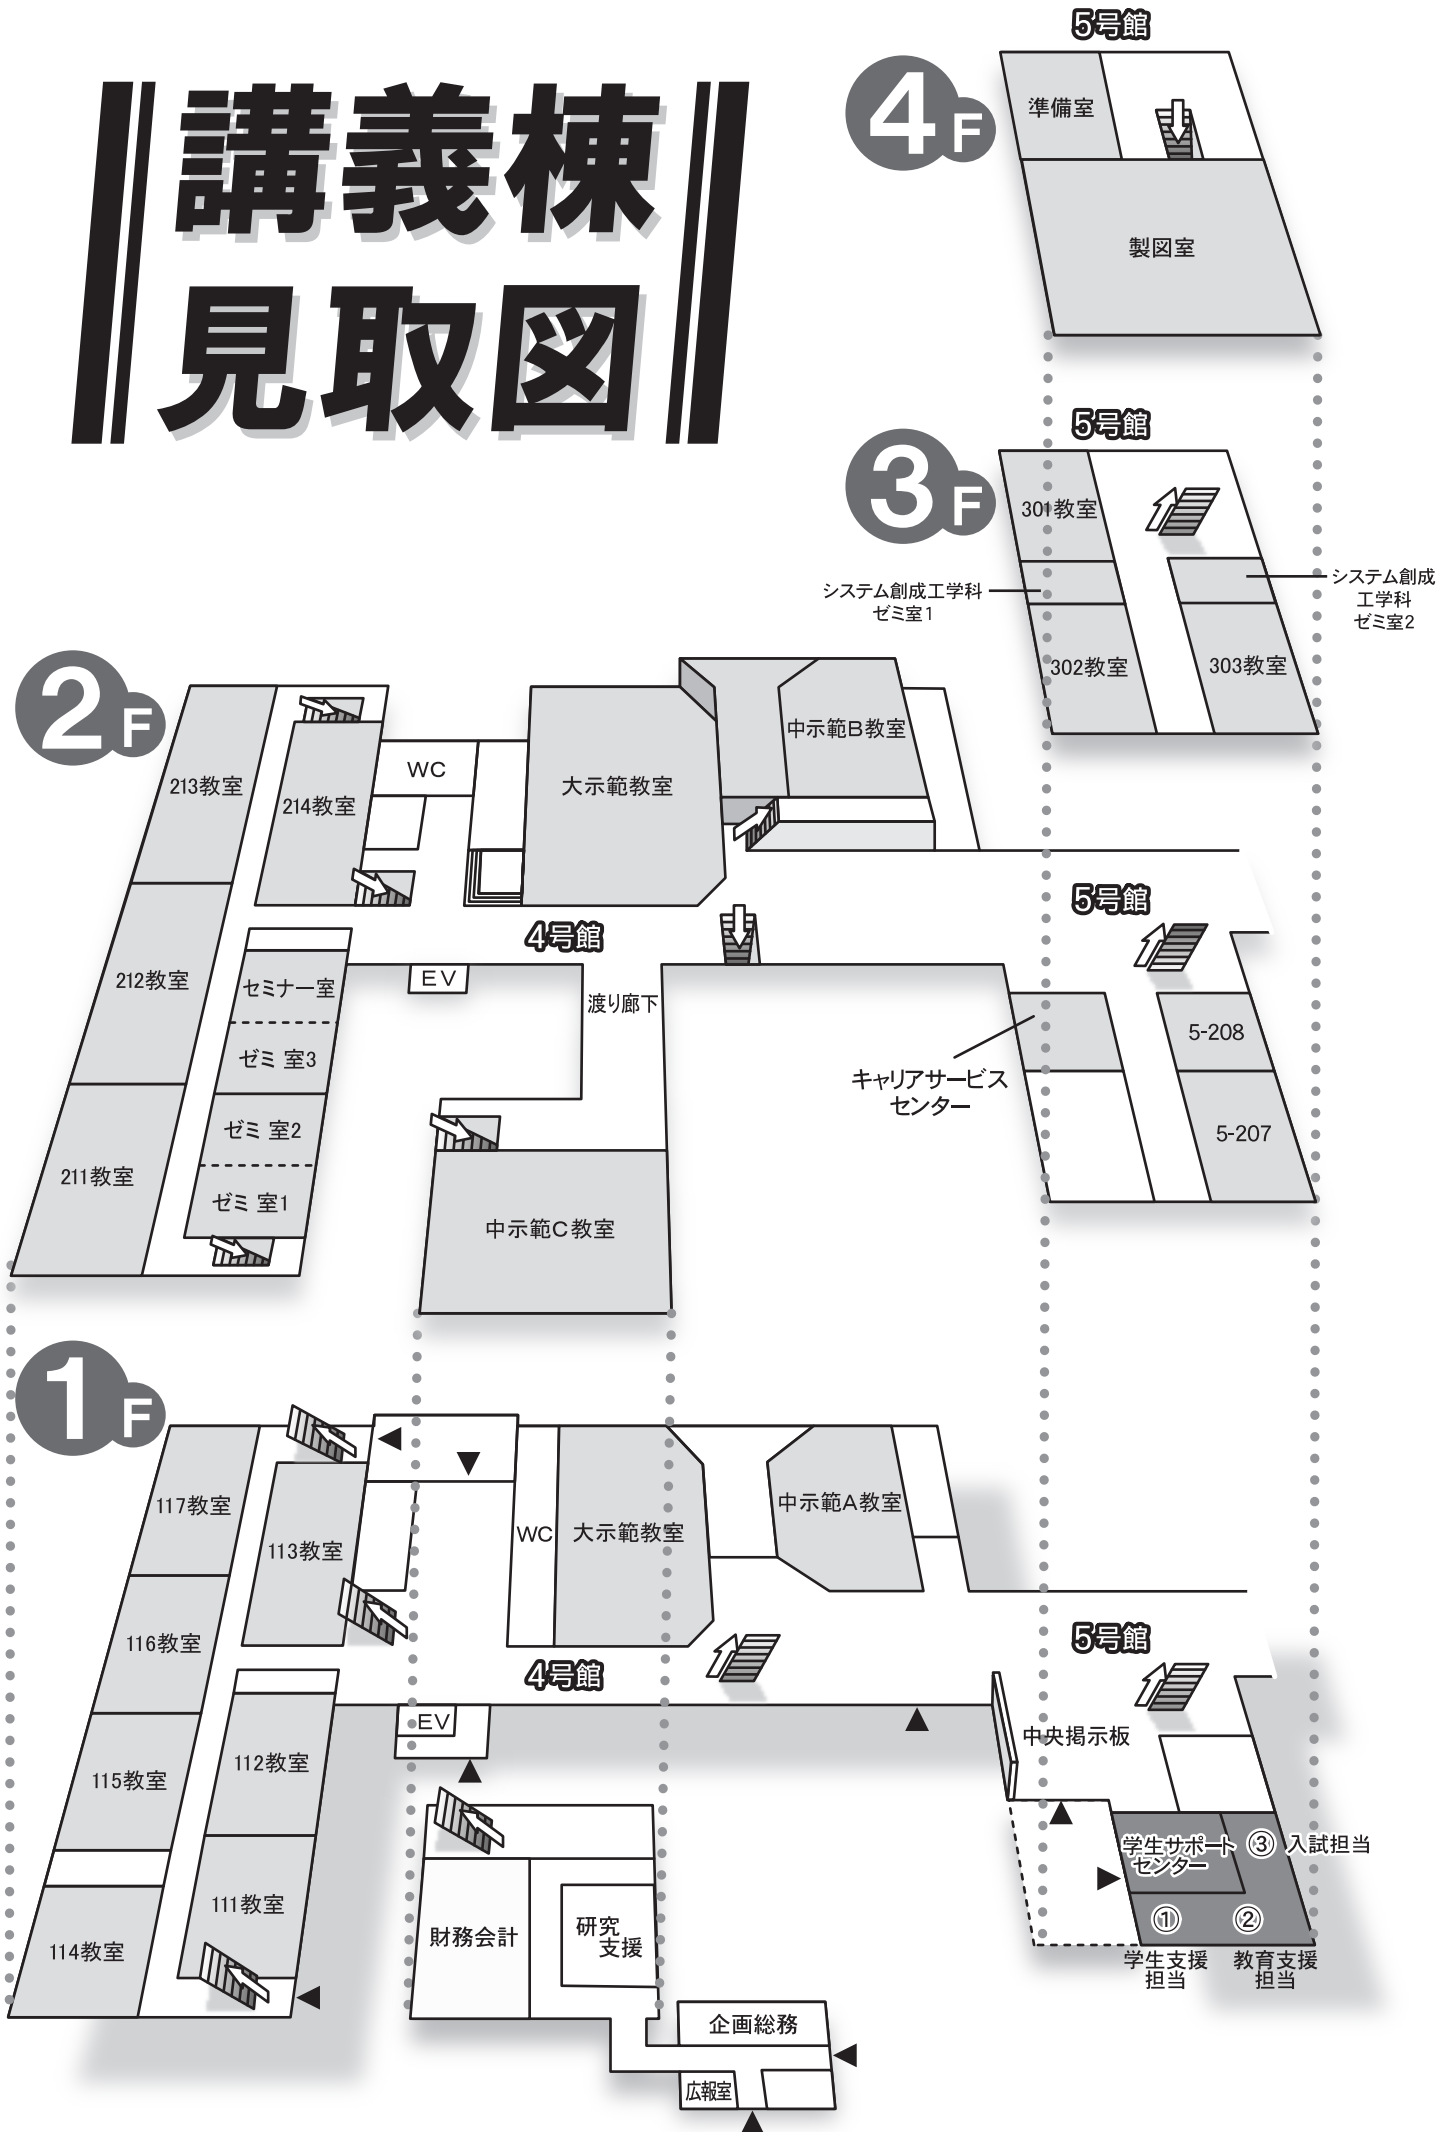 講義棟
見取図
5号館
4F
準備室
製図室
5号館
3F
301教室
システム創成工学科
ゼミ室1
システム創成
工学科
ゼミ室2
302教室
303教室
2F
213教室
214教室
WC
大示範教室
中示範B教室
4号館
5号館
212教室
セミナー室
EV
渡り廊下
ゼミ 室3
5-208
キャリアサービス
センター
ゼミ 室2
5-207
211教室
ゼミ 室1
中示範C教室
1F
117教室
113教室
WC
大示範教室
中示範A教室
116教室
4号館
5号館
EV
中央掲示板
115教室
112教室
学生サポート
センター
③ 入試担当
111教室
財務会計
研究
支援
①
②
114教室
学生支援
担当
教育支援
担当
企画総務
広報室